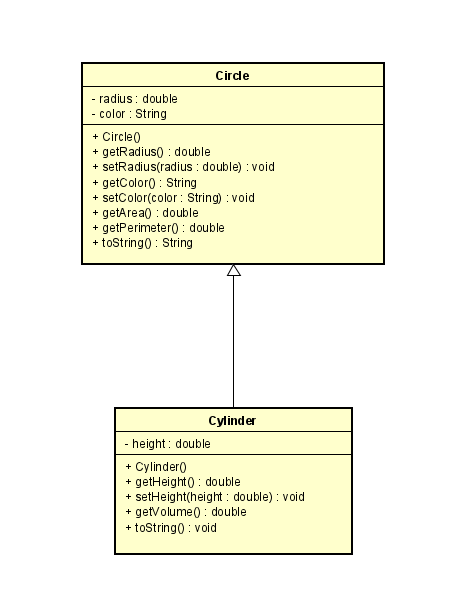 Circle
- radius : double
- color : String
+ Circle()
+ getRadius() : double
+ setRadius(radius : double) : void
+ getColor() : String
+ setColor(color : String) : void
+ getArea() : double
+ getPerimeter() : double
+ toString() : String
Cylinder
- height : double
+ Cylinder()
+ getHeight() : double
+ setHeight(height : double) : void
+ getVolume() : double
+ toString() : void